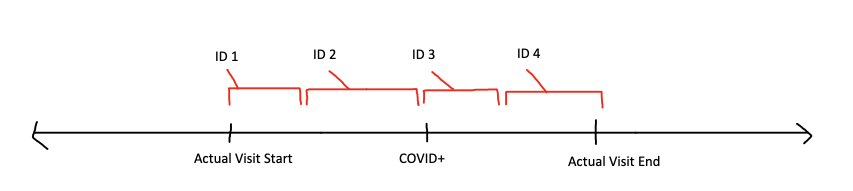 ID 1
ID 2
ID 3
ID 4
Actual Visit Start
COVID+
Actual Visit End